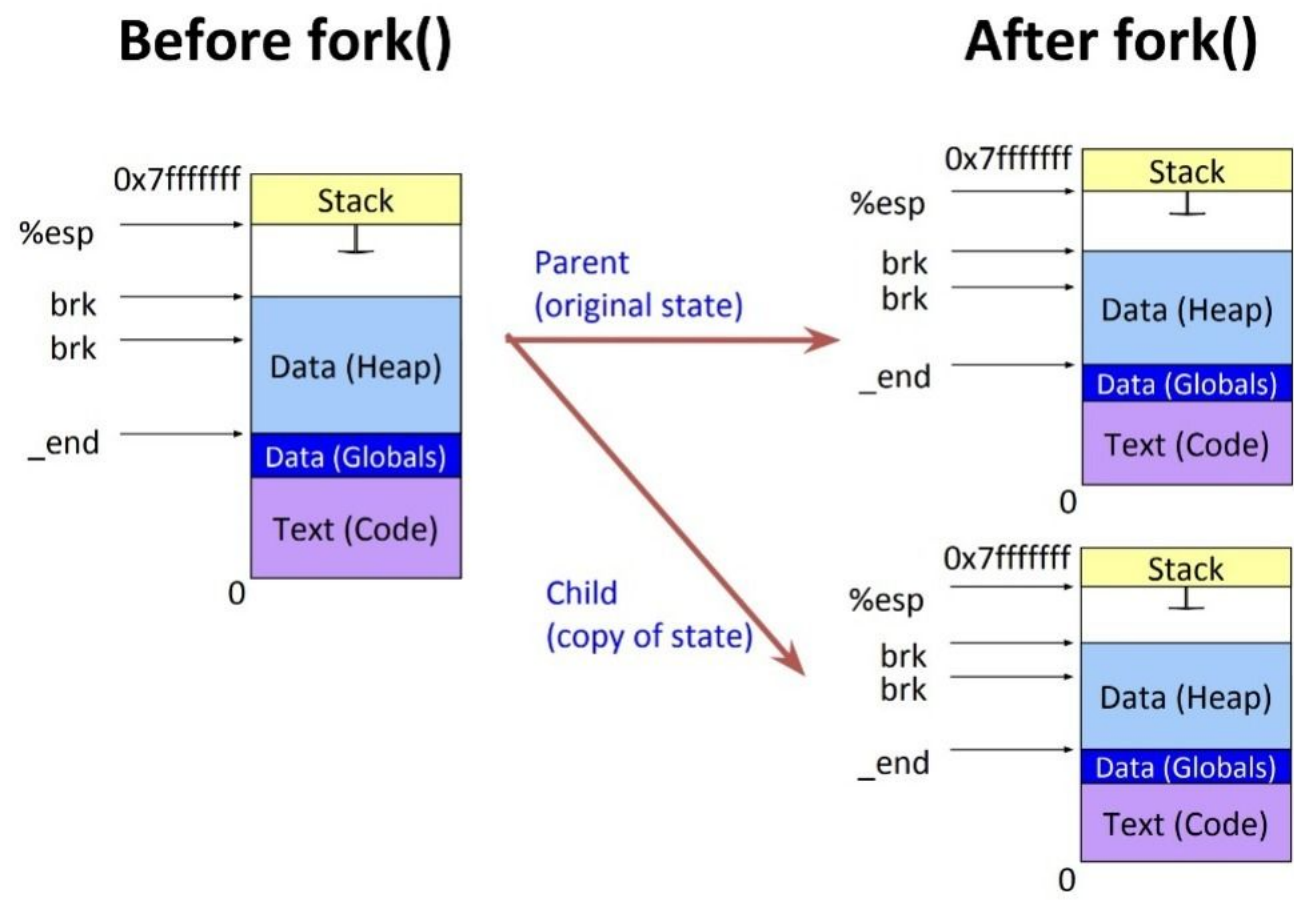 Before fork()
After fork()
0x7fffffff
Stack
%esp
brk
brk
Data (Heap)
_end
Data (Globals)
Text (Code)
0
Parent
(original state)
Child
(copy of state)
0x7fffffff
Stack
%esp
brk
brk
Data (Heap)
_end
Data (Globals)
Text (Code)
0
0x7fffffff
Stack
%esp
brk
brk
Data (Heap)
_end
Data (Globals)
Text (Code)
0